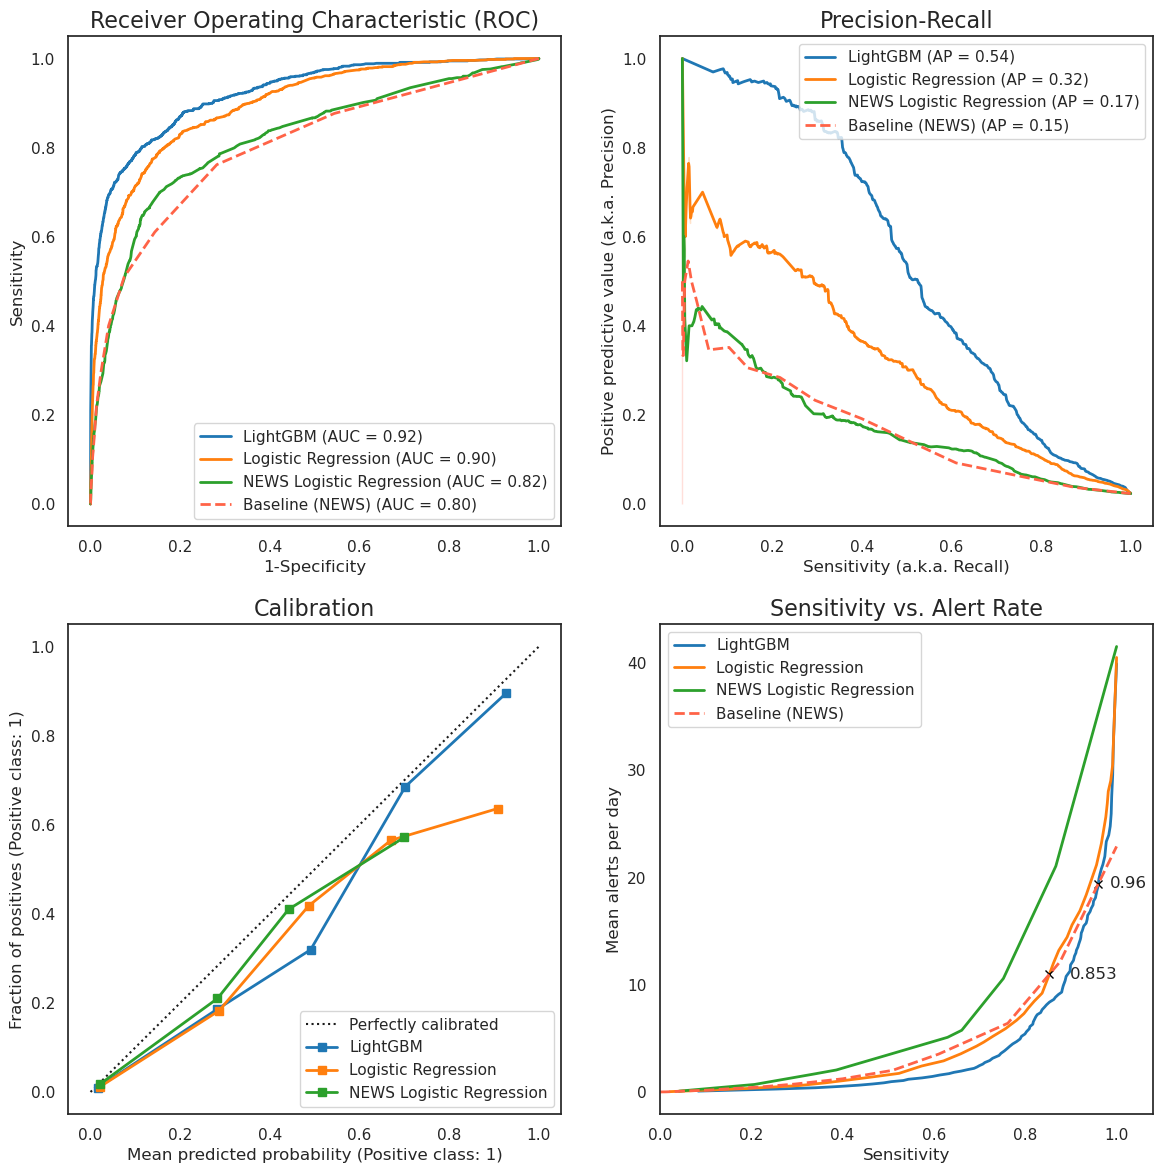 Receiver Operating Characteristic (ROC)
1.0
0.8
0.6
0.4
0.2
0.0
Sensitivity
LightGBM (AUC = 0.92)
Logistic Regression (AUC = 0.90)
NEWS Logistic Regression (AUC = 0.82)
Baseline (NEWS) (AUC = 0.80)
0.0 0.2 0.4 0.6 0.8 1.0
1-Specificity
Precision-Recall
1.0
0.8
0.6
0.4
0.2
0.0
Positive predictive value (a.k.a. Precision)
LightGBM (AP = 0.54)
Logistic Regression (AP = 0.32)
NEWS Logistic Regression (AP = 0.17)
Baseline (NEWS) (AP = 0.15)
0.0 0.2 0.4 0.6 0.8 1.0
Sensitivity (a.k.a. Recall)
Calibration
1.0
0.8
0.6
0.4
0.2
0.0
Fraction of positives (Positive class: 1)
Perfectly calibrated
LightGBM
Logistic Regression
NEWS Logistic Regression
0.0 0.2 0.4 0.6 0.8 1.0
Mean predicted probability (Positive class: 1)
Sensitivity vs. Alert Rate
40
30
20
10
0
Mean alerts per day
LightGBM
Logistic Regression
NEWS Logistic Regression
Baseline (NEWS)
0.96
0.853
0.0 0.2 0.4 0.6 0.8 1.0
Sensitivity